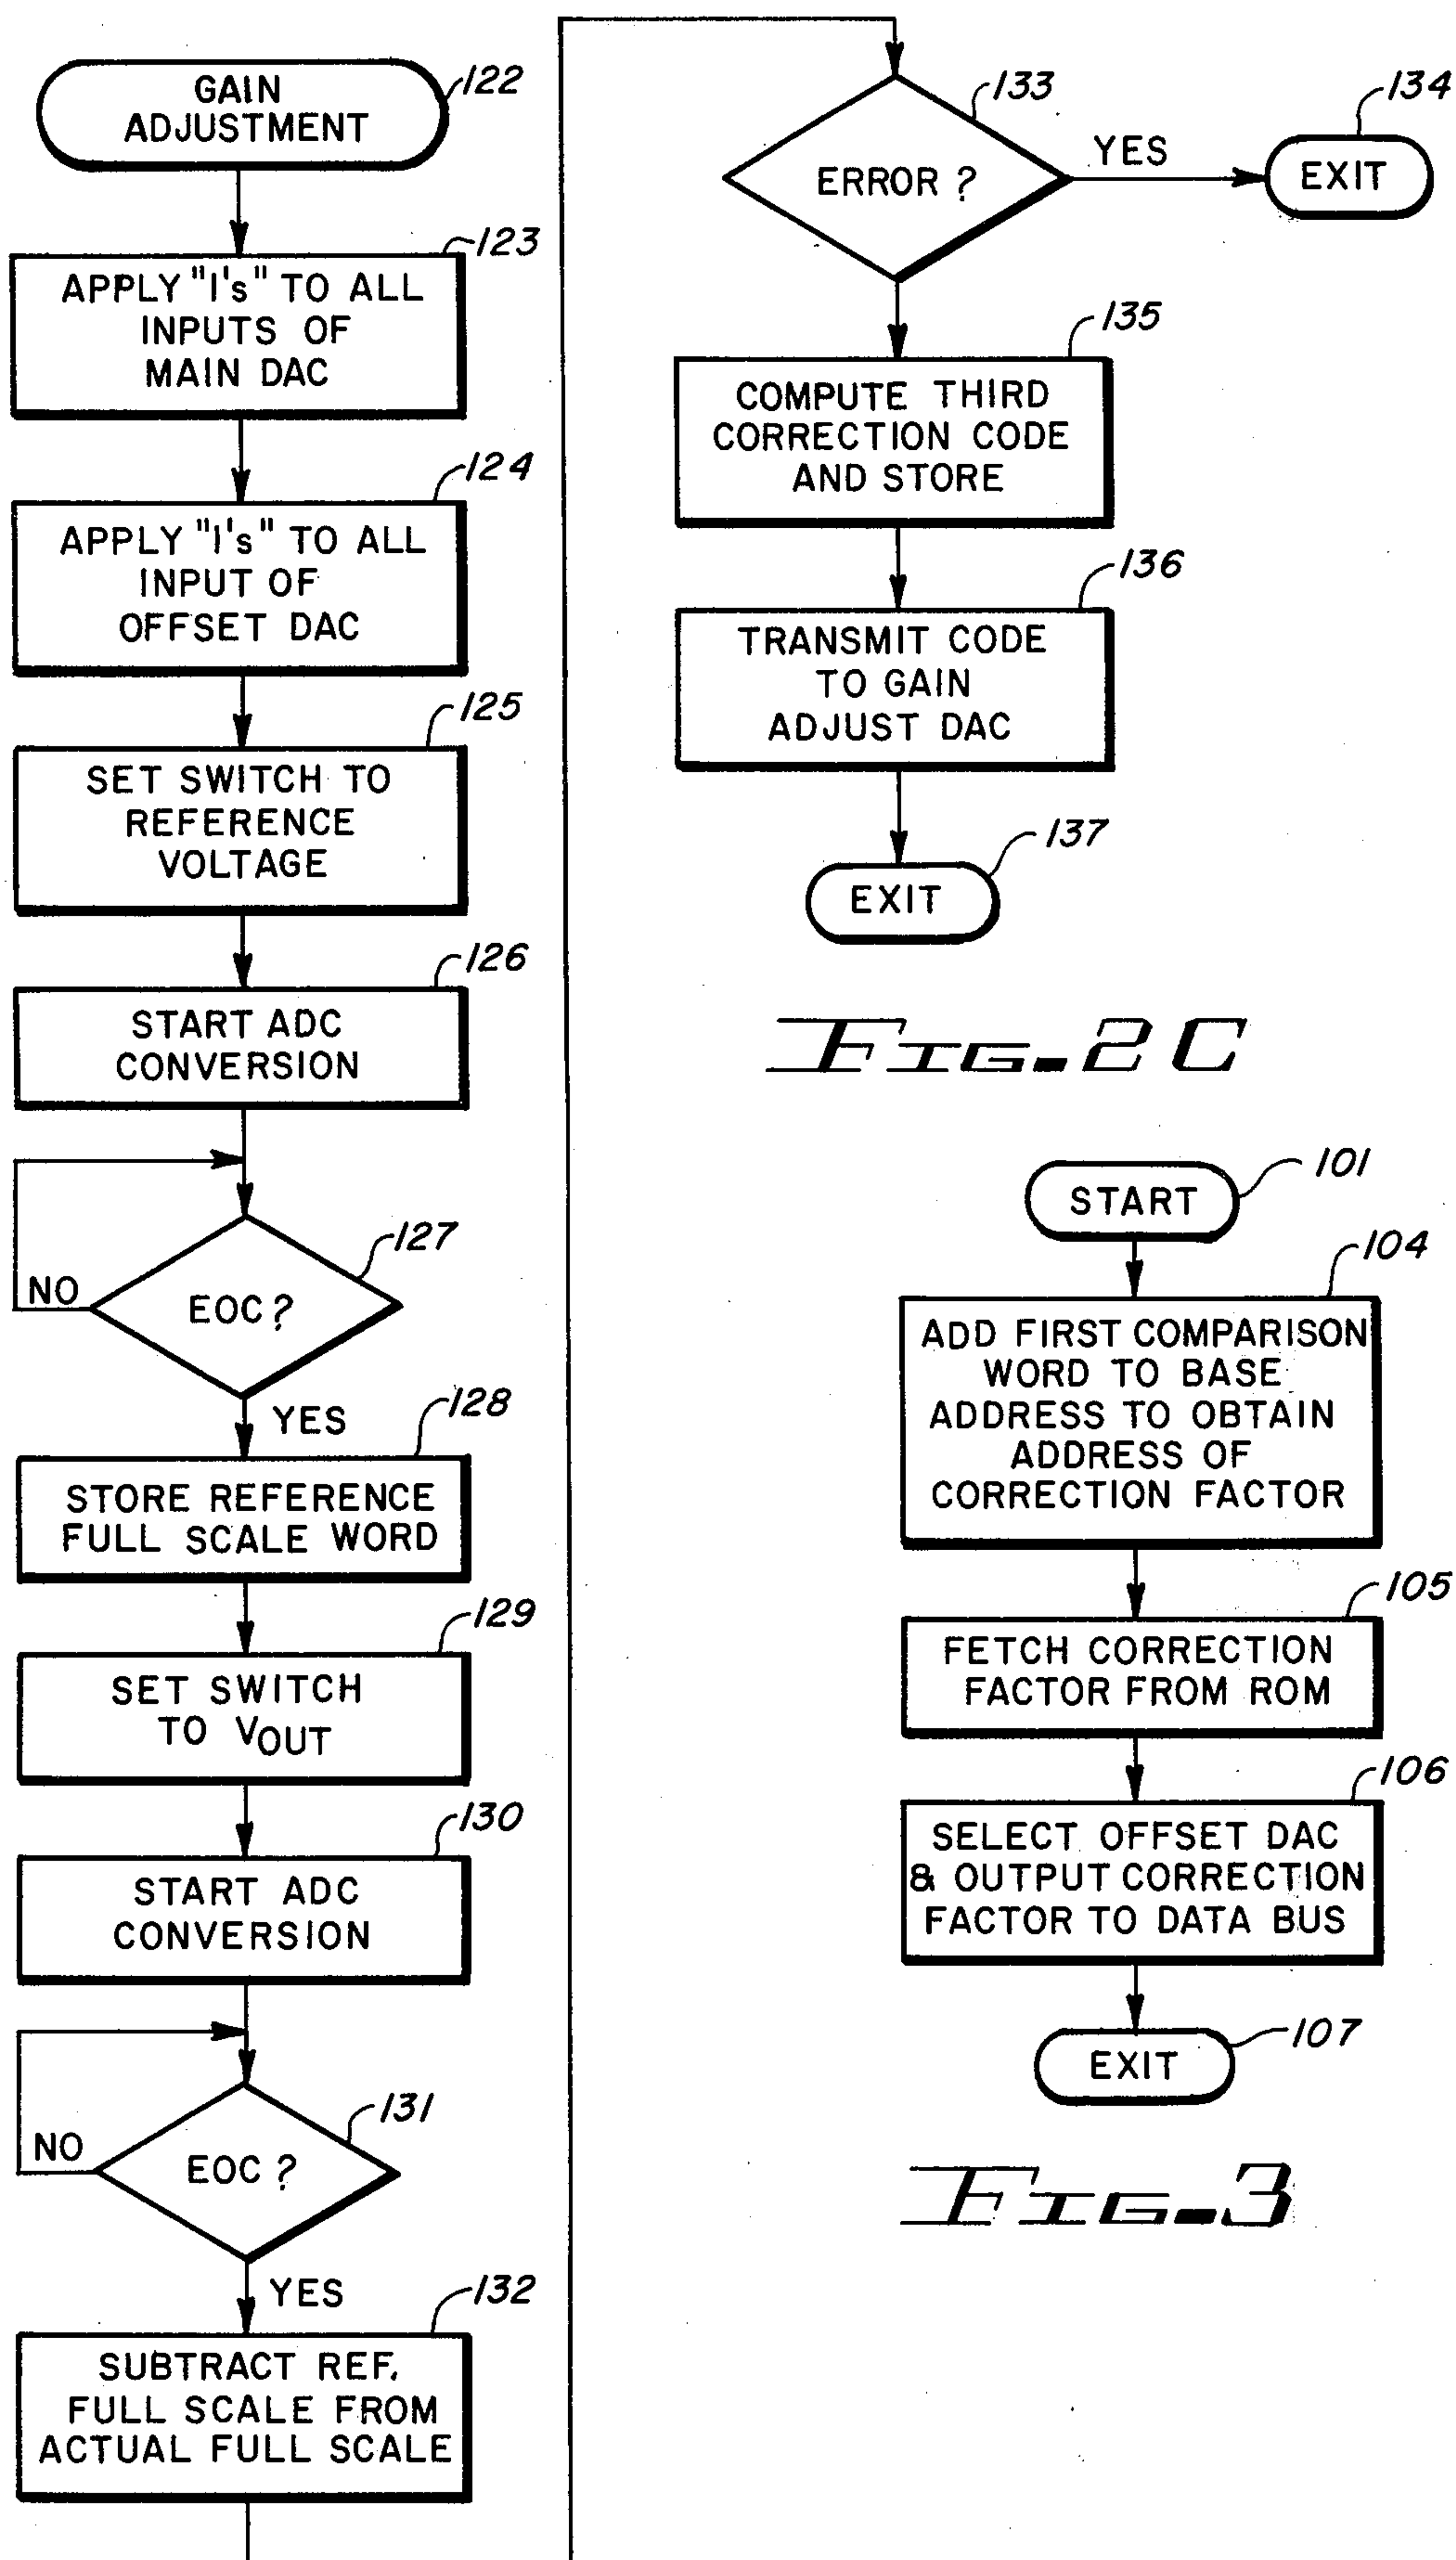 GAIN
ADJUSTMENT
122
123
APPLY "1's" TO ALL
INPUTS OF
MAIN DAC
124
APPLY "1's" TO ALL
INPUT OF
OFFSET DAC
125
SET SWITCH TO
REFERENCE
VOLTAGE
126
START ADC
CONVERSION
127
EOC?
NO
YES
128
STORE REFERENCE
FULL SCALE WORD
129
SET SWITCH
TO VOUT
130
START ADC
CONVERSION
131
EOC?
NO
YES
132
SUBTRACT REF.
FULL SCALE FROM
ACTUAL FULL SCALE
133
ERROR?
YES
134
EXIT
135
COMPUTE THIRD
CORRECTION CODE
AND STORE
136
TRANSMIT CODE
TO GAIN
ADJUST DAC
137
EXIT
FIG. 2C
101
START
104
ADD FIRST COMPARISON
WORD TO BASE
ADDRESS TO OBTAIN
ADDRESS OF
CORRECTION FACTOR
105
FETCH CORRECTION
FACTOR FROM ROM
106
SELECT OFFSET DAC
& OUTPUT CORRECTION
FACTOR TO DATA BUS
107
EXIT
FIG. 3